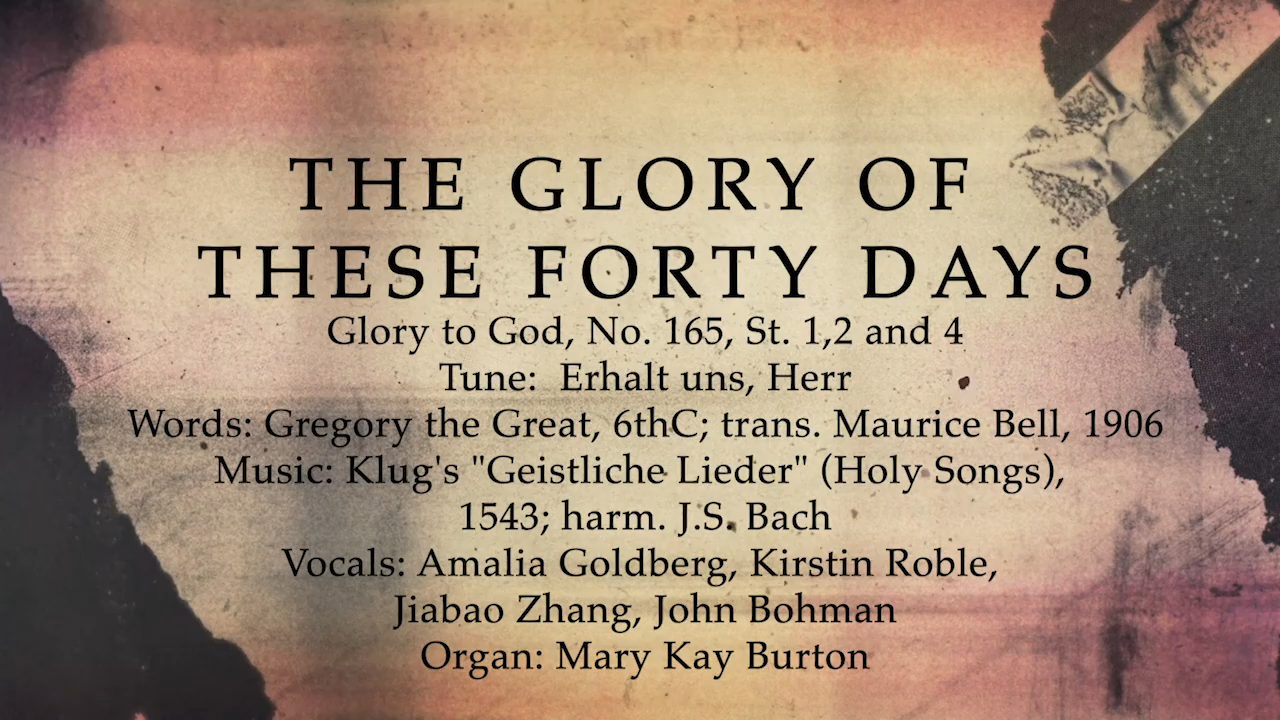 THE GLORY OF
THESE FORTY DAYS
Glory to God, No. 165, St. 1,2 and 4
Tune:  Erhalt uns, Herr
Words: Gregory the Great, 6thC; trans. Maurice Bell, 1906
Music: Klug's "Geistliche Lieder" (Holy Songs),
1543; harm. J.S. Bach
Vocals: Amalia Goldberg, Kirstin Roble,
Jiabao Zhang, John Bohman
Organ: Mary Kay Burton